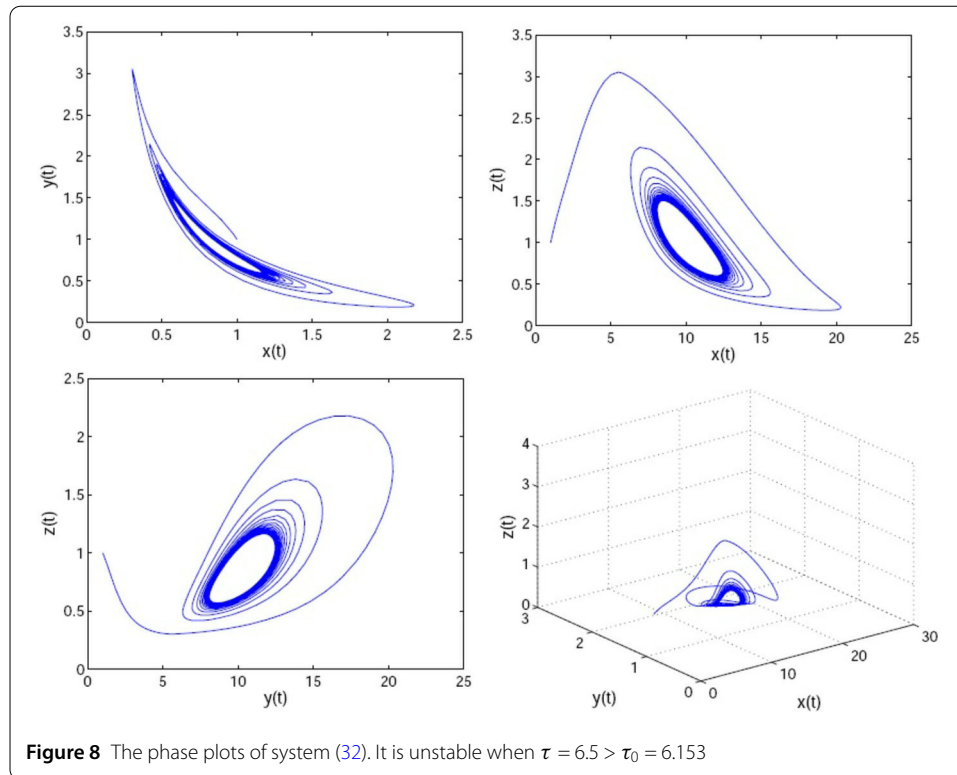 3.5
3
2.5
2
1.5
1
0.5
0
y(t)
0 0.5 1 1.5 2 2.5
x(t)
3.5
3
2.5
2
1.5
1
0.5
0
z(t)
0 5 10 15 20 25
x(t)
2.5
2
1.5
1
0.5
0
z(t)
0 5 10 15 20 25
y(t)
4
3
2
1
0
z(t)
3
2
1
0
y(t)
0
10
20
30
x(t)
Figure 8 The phase plots of system (32). It is unstable when τ = 6.5 > τ₀ = 6.153